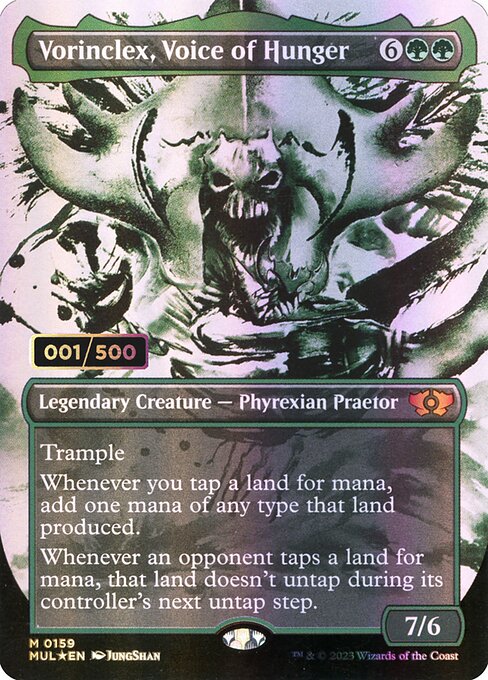 Vorinclex, Voice of Hunger 6
001/500
Legendary Creature — Phyrexian Praetor
Trample
Whenever you tap a land for mana,
add one mana of any type that land
produced.
Whenever an opponent taps a land for
mana, that land doesn't untap during its
controller's next untap step.
7/6
M 0159
MUL★EN JungShan
™ & © 2023 Wizards of the Coast